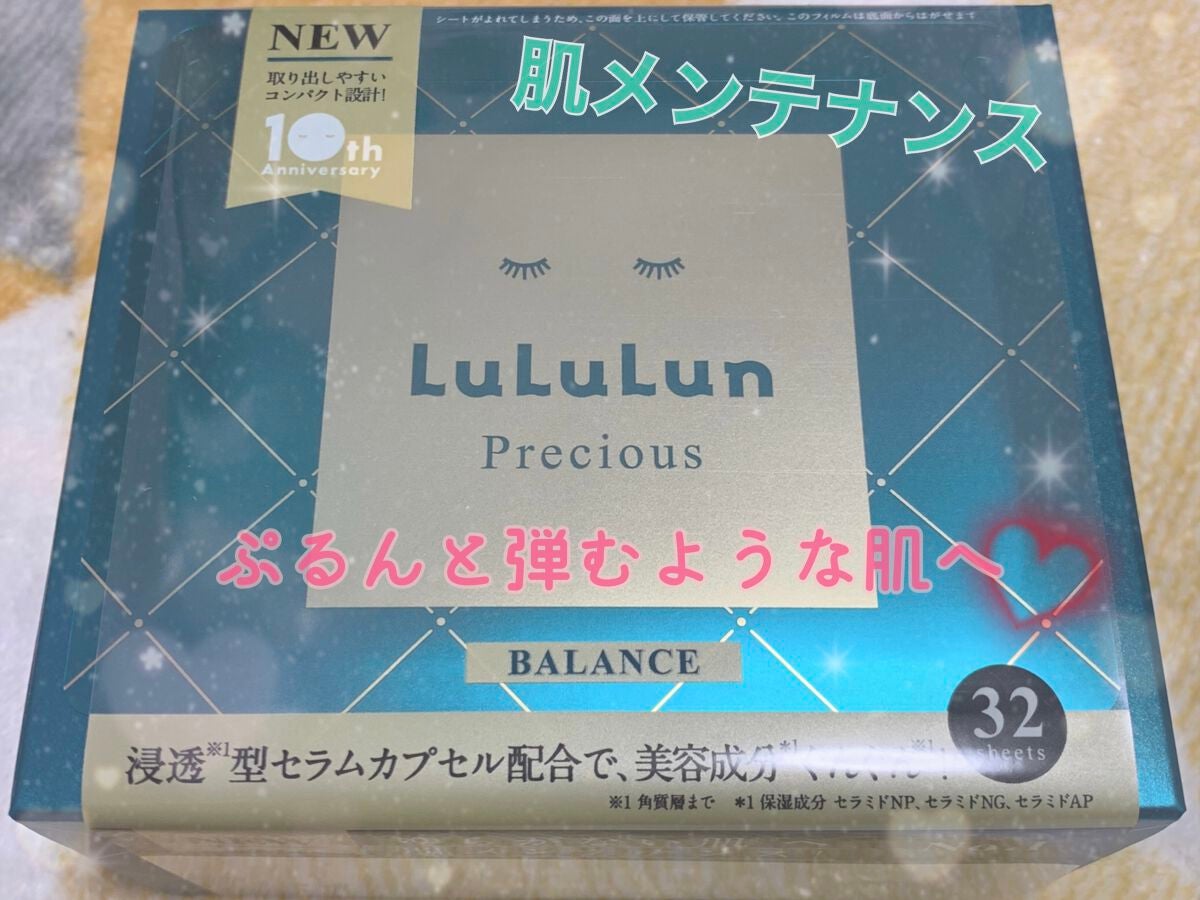 シートがよれてしまうため、この面を上にして保管してください。このフィルムは底面からはがせます
NEW
取り出しやすい
コンパクト設計!
10th
Anniversary
肌メンテナンス
LuLuLun
Precious
ぷるんと弾むような肌へ
BALANCE
32
sheets
浸透※1型セラムカプセル配合で、美容成分*1ぐんぐん※1!
※1 角質層まで *1 保湿成分 セラミドNP、セラミドNG、セラミドAP